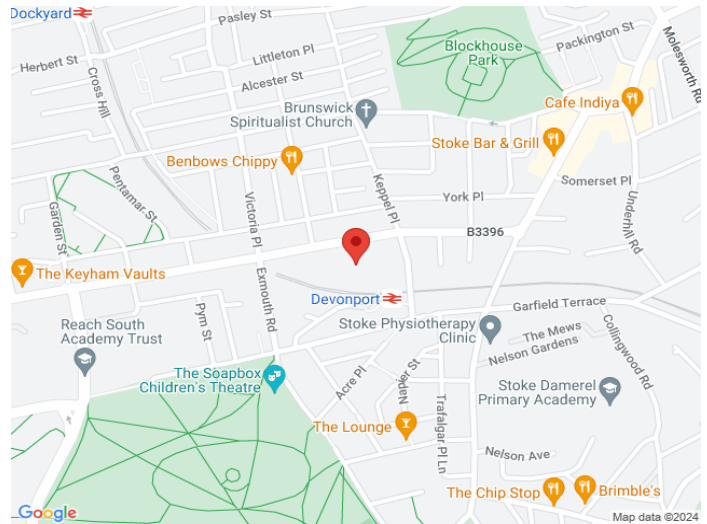 Dockyard
Pasley St
Packington St
Molesworth Rd
Littleton Pl
Blockhouse
Park
Herbert St
Cross Hill
Alcester St
Cafe Indiya
Brunswick
Spiritualist Church
Stoke Bar & Grill
Benbows Chippy
Pentamar St
Keppel Pl
Somerset Pl
York Pl
Victoria Pl
Underhill Rd
Garden St
B3396
The Keyham Vaults
Exmouth Rd
Devonport
Garfield Terrace
Pym St
Reach South
Academy Trust
Stoke Physiotherapy
Clinic
The Mews
Nelson Gardens
Collingwood Rd
The Soapbox
Children's Theatre
Acre Pl
Stoke Damerel
Primary Academy
Trafalgar Pl Ln
The Lounge
Nelson Ave
The Chip Stop
Brimble's
Google
Map data ©2024